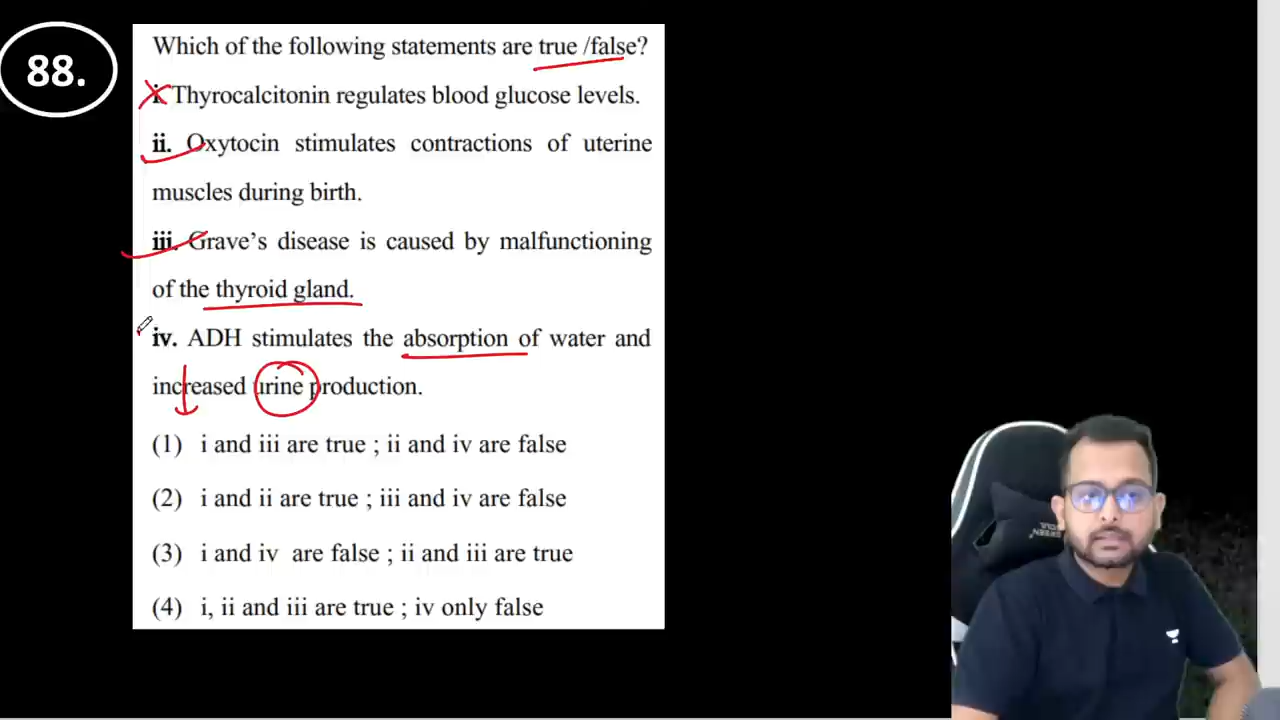 88.
Which of the following statements are true /false?
i. Thyrocalcitonin regulates blood glucose levels.
ii. Oxytocin stimulates contractions of uterine
muscles during birth.
iii. Grave's disease is caused by malfunctioning
of the thyroid gland.
iv. ADH stimulates the absorption of water and
increased urine production.
(1) i and iii are true ; ii and iv are false
(2) i and ii are true ; iii and iv are false
(3) i and iv are false ; ii and iii are true
(4) i, ii and iii are true ; iv only false